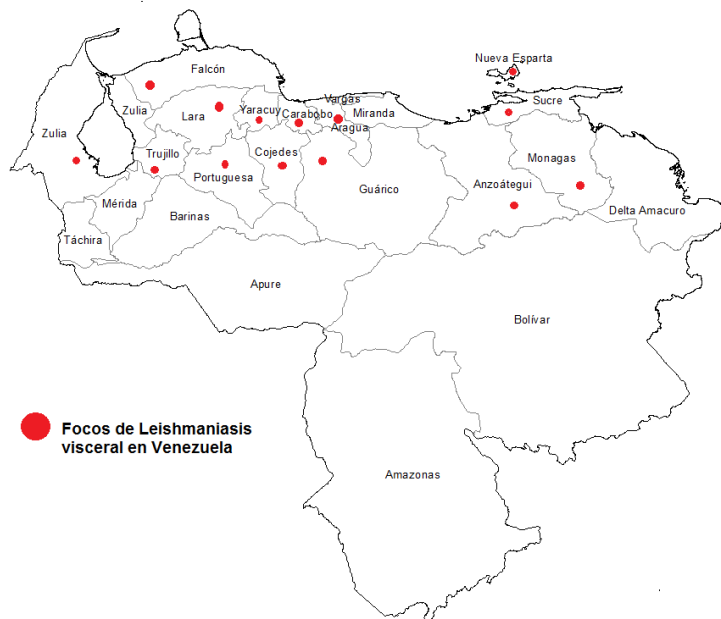 Nueva Esparta
Falcón
Vargas
Zulia
Lara
Yaracuy
Carabobo
Miranda
Sucre
Aragua
Zulia
Trujillo
Cojedes
Monagas
Portuguesa
Guárico
Anzoátegui
Mérida
Barinas
Delta Amacuro
Táchira
Apure
Bolívar
Focos de Leishmaniasis
visceral en Venezuela
Amazonas